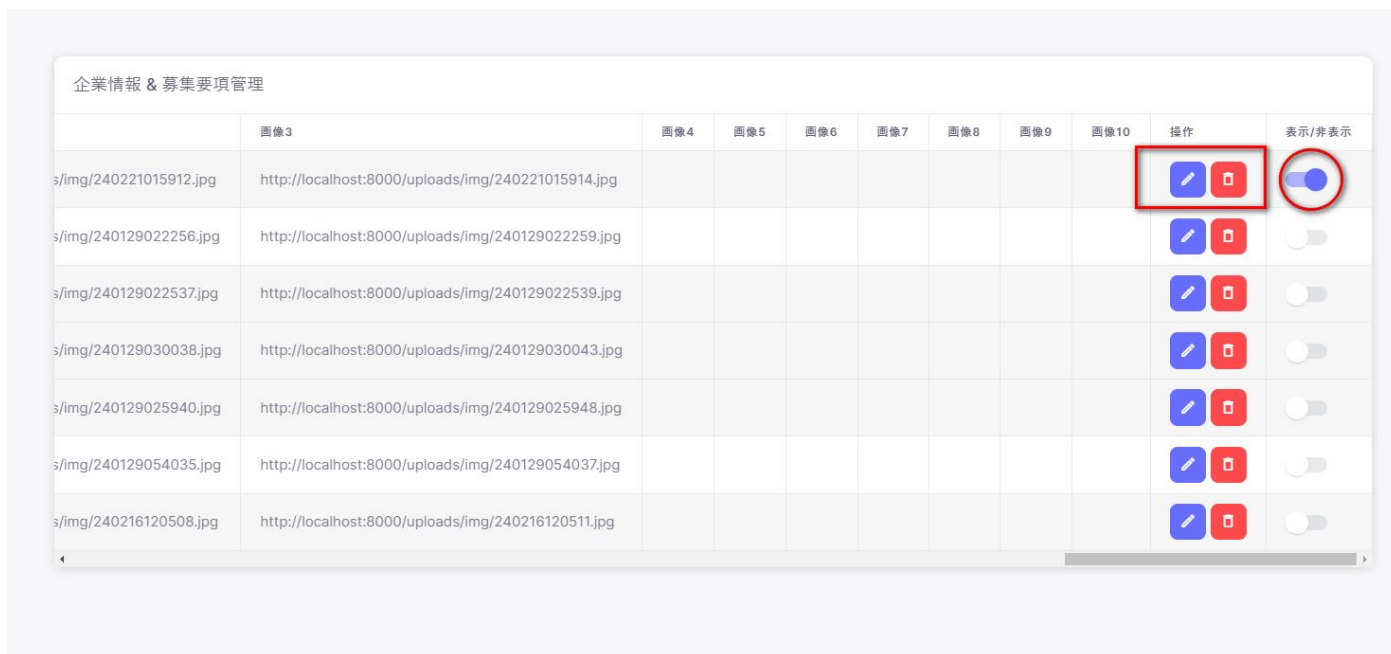 企業情報 & 募集要項管理
画像3 画像4 画像5 画像6 画像7 画像8 画像9 画像10 操作 表示/非表示
s/img/240221015912.jpg http://localhost:8000/uploads/img/240221015914.jpg
s/img/240129022256.jpg http://localhost:8000/uploads/img/240129022259.jpg
s/img/240129022537.jpg http://localhost:8000/uploads/img/240129022539.jpg
s/img/240129030038.jpg http://localhost:8000/uploads/img/240129030043.jpg
s/img/240129025940.jpg http://localhost:8000/uploads/img/240129025948.jpg
s/img/240129054035.jpg http://localhost:8000/uploads/img/240129054037.jpg
s/img/240216120508.jpg http://localhost:8000/uploads/img/240216120511.jpg